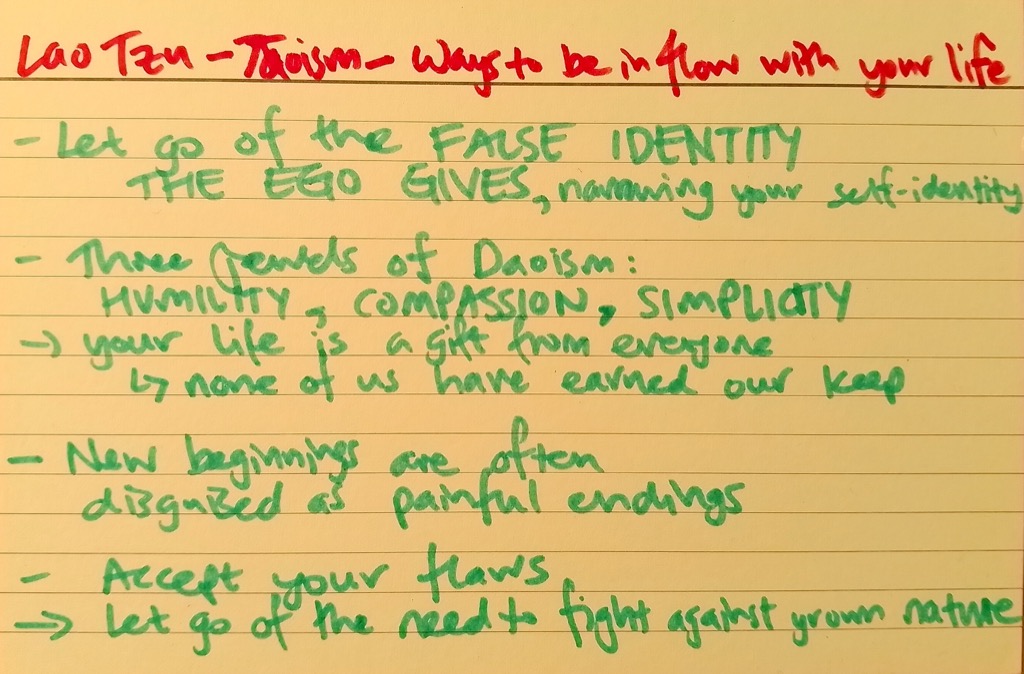 Lao Tzu - Taoism - Ways to be in flow with your life
- Let go of the FALSE IDENTITY
THE EGO GIVES, narrowing your self-identity
- Three Jewels of Daoism:
HUMILITY, COMPASSION, SIMPLICITY
→ your life is a gift from everyone
↳ none of us have earned our keep
- New beginnings are often
disguised as painful endings
- Accept your flaws
→ Let go of the need to fight against yr own nature